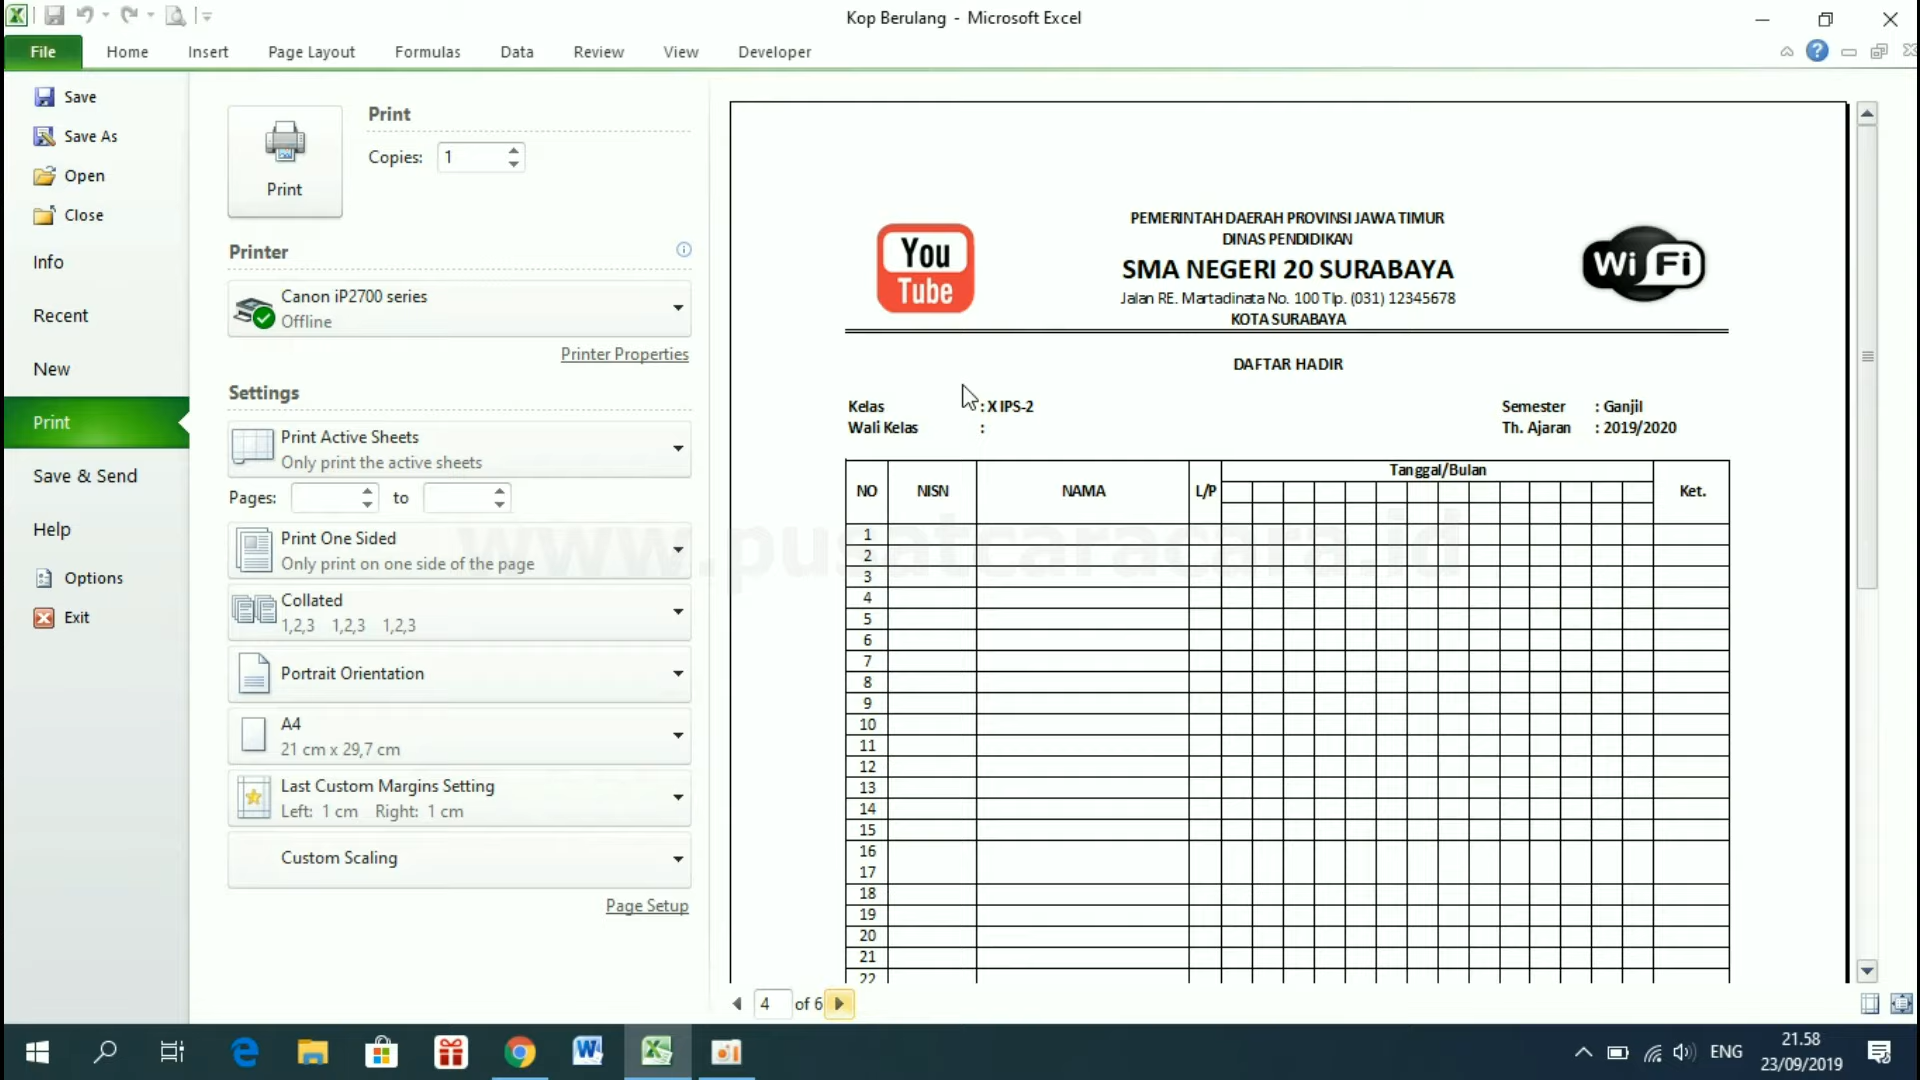 Kop Berulang - Microsoft Excel
File
Home
Insert
Page Layout
Formulas
Data
Review
View
Developer
Save
Save As
Open
Close
Info
Recent
New
Print
Save & Send
Help
Options
Exit
Print
Print
Copies: 1
Printer
Canon iP2700 series
Offline
Printer Properties
Settings
Print Active Sheets
Only print the active sheets
Pages: to
Print One Sided
Only print on one side of the page
Collated
1,2,3 1,2,3 1,2,3
Portrait Orientation
A4
21 cm x 29,7 cm
Last Custom Margins Setting
Left: 1 cm Right: 1 cm
Custom Scaling
Page Setup
You
Tube
PEMERINTAH DAERAH PROVINSI JAWA TIMUR
DINAS PENDIDIKAN
SMA NEGERI 20 SURABAYA
Jalan RE. Martadinata No. 100 Tlp. (031) 12345678
KOTA SURABAYA
Wi Fi
DAFTAR HADIR
Kelas : X IPS-2
Wali Kelas :
Semester : Ganjil
Th. Ajaran : 2019/2020
NO NISN NAMA L/P Tanggal/Bulan Ket.
1
2
3
4
5
6
7
8
9
10
11
12
13
14
15
16
17
18
19
20
21
22
www.pusatcaracara.id
4 of 6
ENG
21.58
23/09/2019